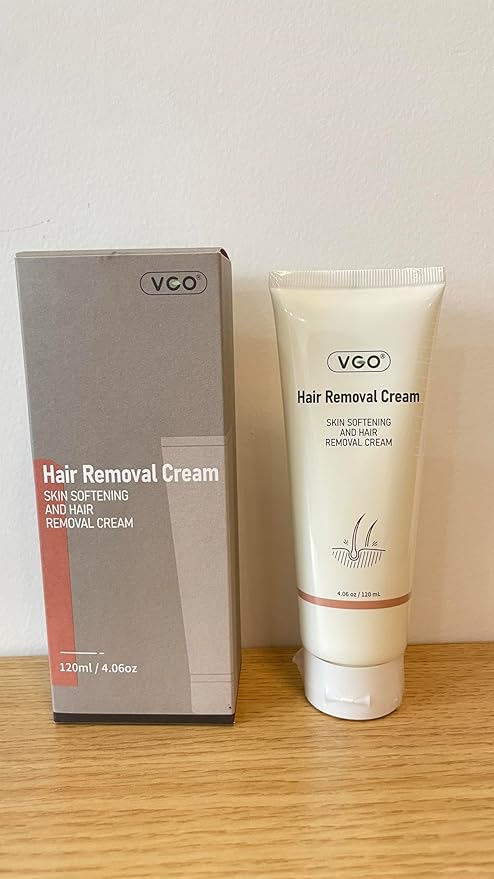 VGO®
Hair Removal Cream
SKIN SOFTENING
AND HAIR
REMOVAL CREAM
120ml / 4.06oz
VGO®
Hair Removal Cream
SKIN SOFTENING
AND HAIR
REMOVAL CREAM
4.06 oz / 120 mL